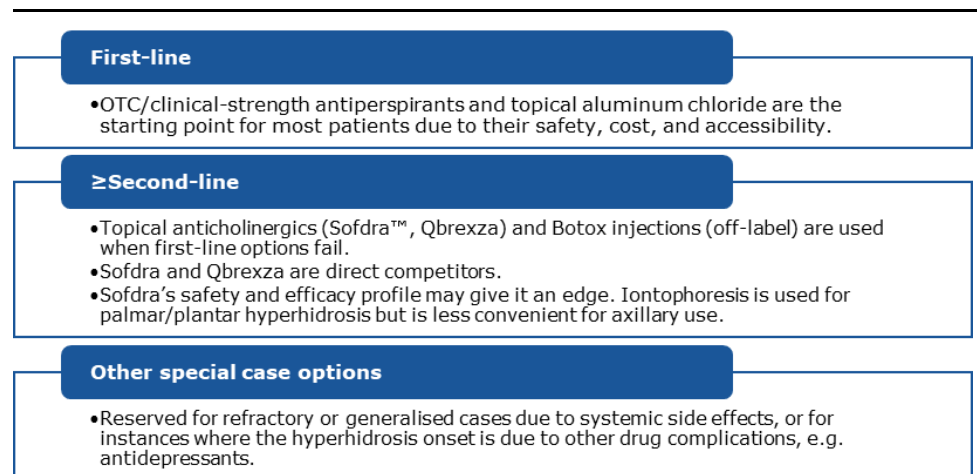 First-line
•OTC/clinical-strength antiperspirants and topical aluminum chloride are the
starting point for most patients due to their safety, cost, and accessibility.
≥Second-line
•Topical anticholinergics (Sofdra™, Qbrexza) and Botox injections (off-label) are used
when first-line options fail.
•Sofdra and Qbrexza are direct competitors.
•Sofdra’s safety and efficacy profile may give it an edge. Iontophoresis is used for
palmar/plantar hyperhidrosis but is less convenient for axillary use.
Other special case options
•Reserved for refractory or generalised cases due to systemic side effects, or for
instances where the hyperhidrosis onset is due to other drug complications, e.g.
antidepressants.